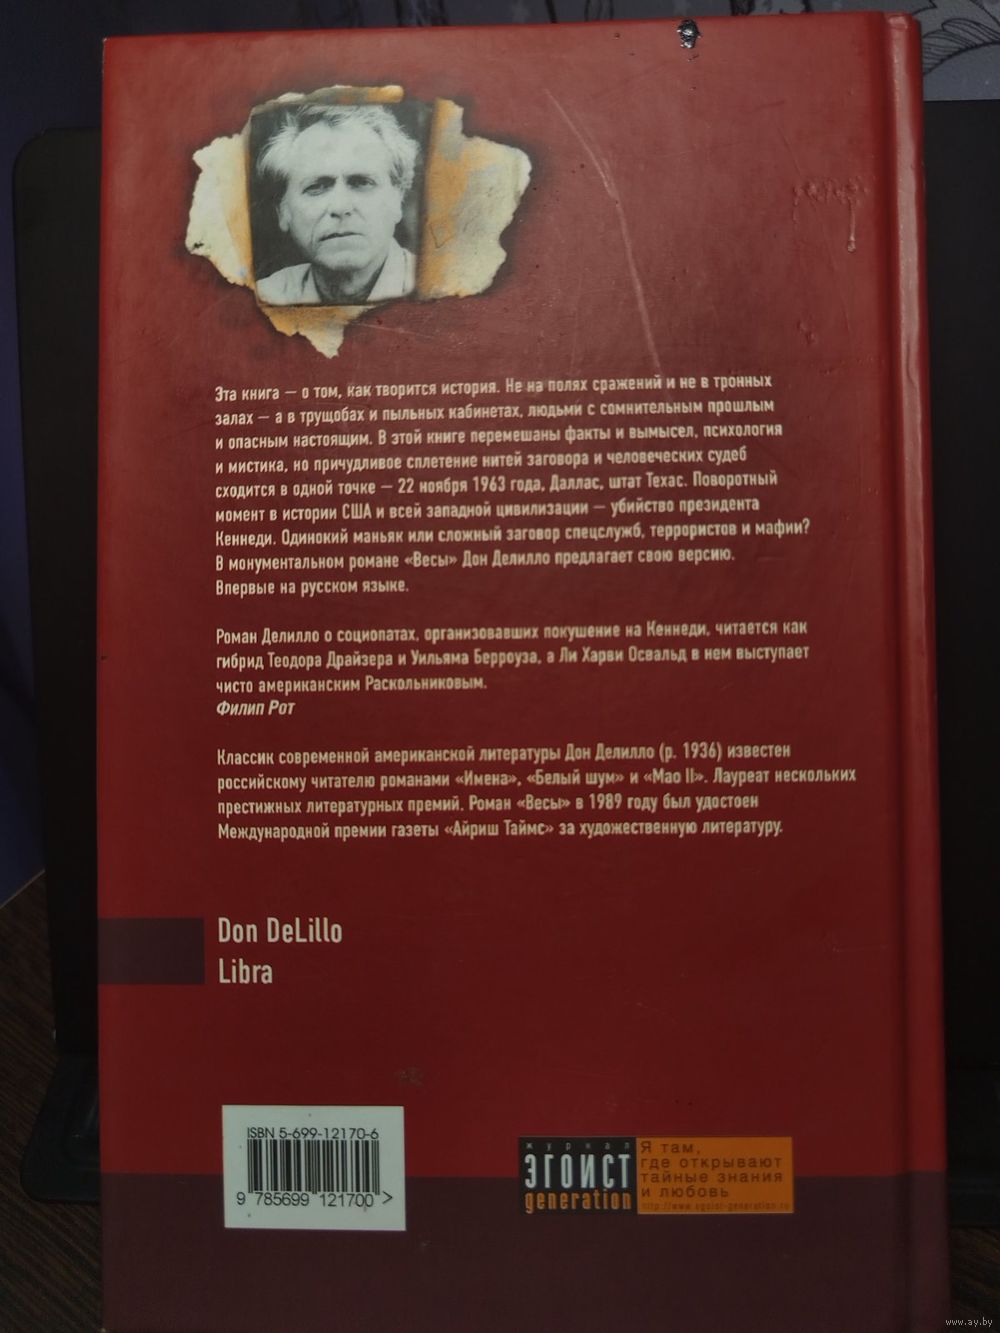 Эта книга — о том, как творится история. Не на полях сражений и не в тронных
залах — а в трущобах и пыльных кабинетах, людьми с сомнительным прошлым
и опасным настоящим. В этой книге перемешаны факты и вымысел, психология
и мистика, но причудливое сплетение нитей заговора и человеческих судеб
сходится в одной точке — 22 ноября 1963 года, Даллас, штат Техас. Поворотный
момент в истории США и всей западной цивилизации — убийство президента
Кеннеди. Одинокий маньяк или сложный заговор спецслужб, террористов и мафии?
В монументальном романе «Весы» Дон Делилло предлагает свою версию.
Впервые на русском языке.
Роман Делилло о социопатах, организовавших покушение на Кеннеди, читается как
гибрид Теодора Драйзера и Уильяма Берроуза, а Ли Харви Освальд в нем выступает
чисто американским Раскольниковым.
Филип Рот
Классик современной американской литературы Дон Делилло (р. 1936) известен
российскому читателю романами «Имена», «Белый шум» и «Мао II». Лауреат нескольких
престижных литературных премий. Роман «Весы» в 1989 году был удостоен
Международной премии газеты «Айриш Таймс» за художественную литературу.
Don DeLillo
Libra
ISBN 5-699-12170-6
9 785699 121700 >
журнал
ЭГОИСТ
generation
Я там,
где открывают
тайные знания
и любовь
http://www.egoist-generation.ru
www.ay.by